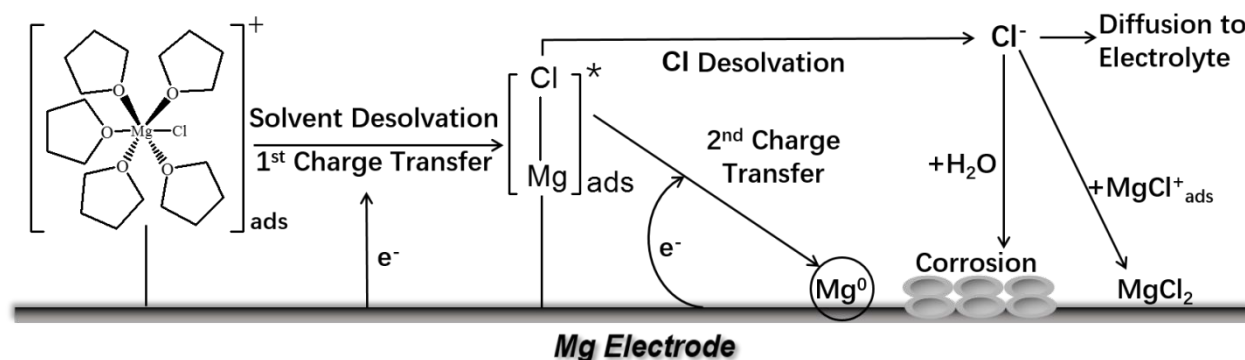 +
O
O
Mg
Cl
O
O
O
ads
Solvent Desolvation
1st Charge Transfer
e-
*
Cl
Mg
ads
Cl Desolvation
2nd Charge
Transfer
e-
Mg0
Cl-
Diffusion to
Electrolyte
+H2O
+MgCl+ads
Corrosion
MgCl2
Mg Electrode